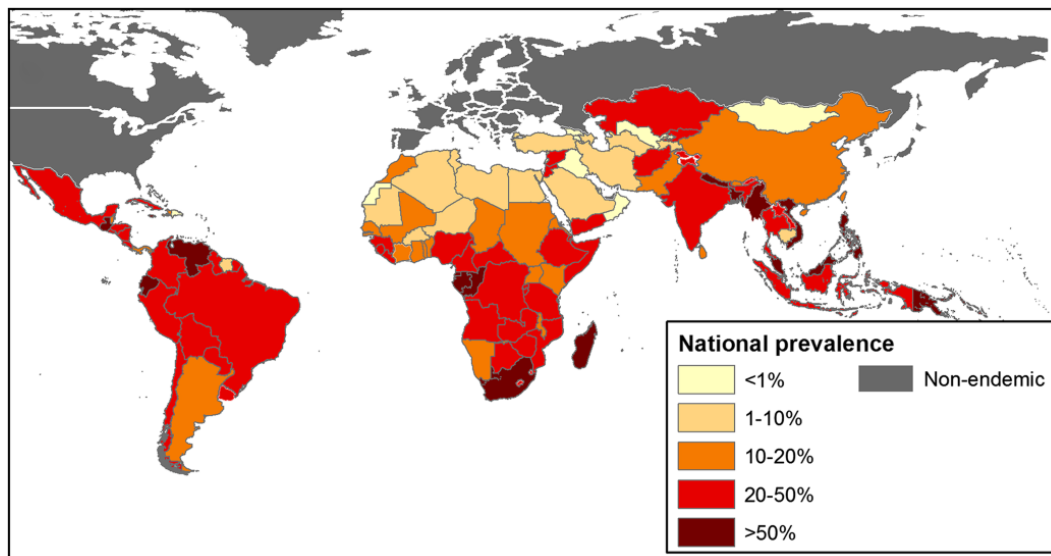 National prevalence
<1%
Non-endemic
1-10%
10-20%
20-50%
>50%